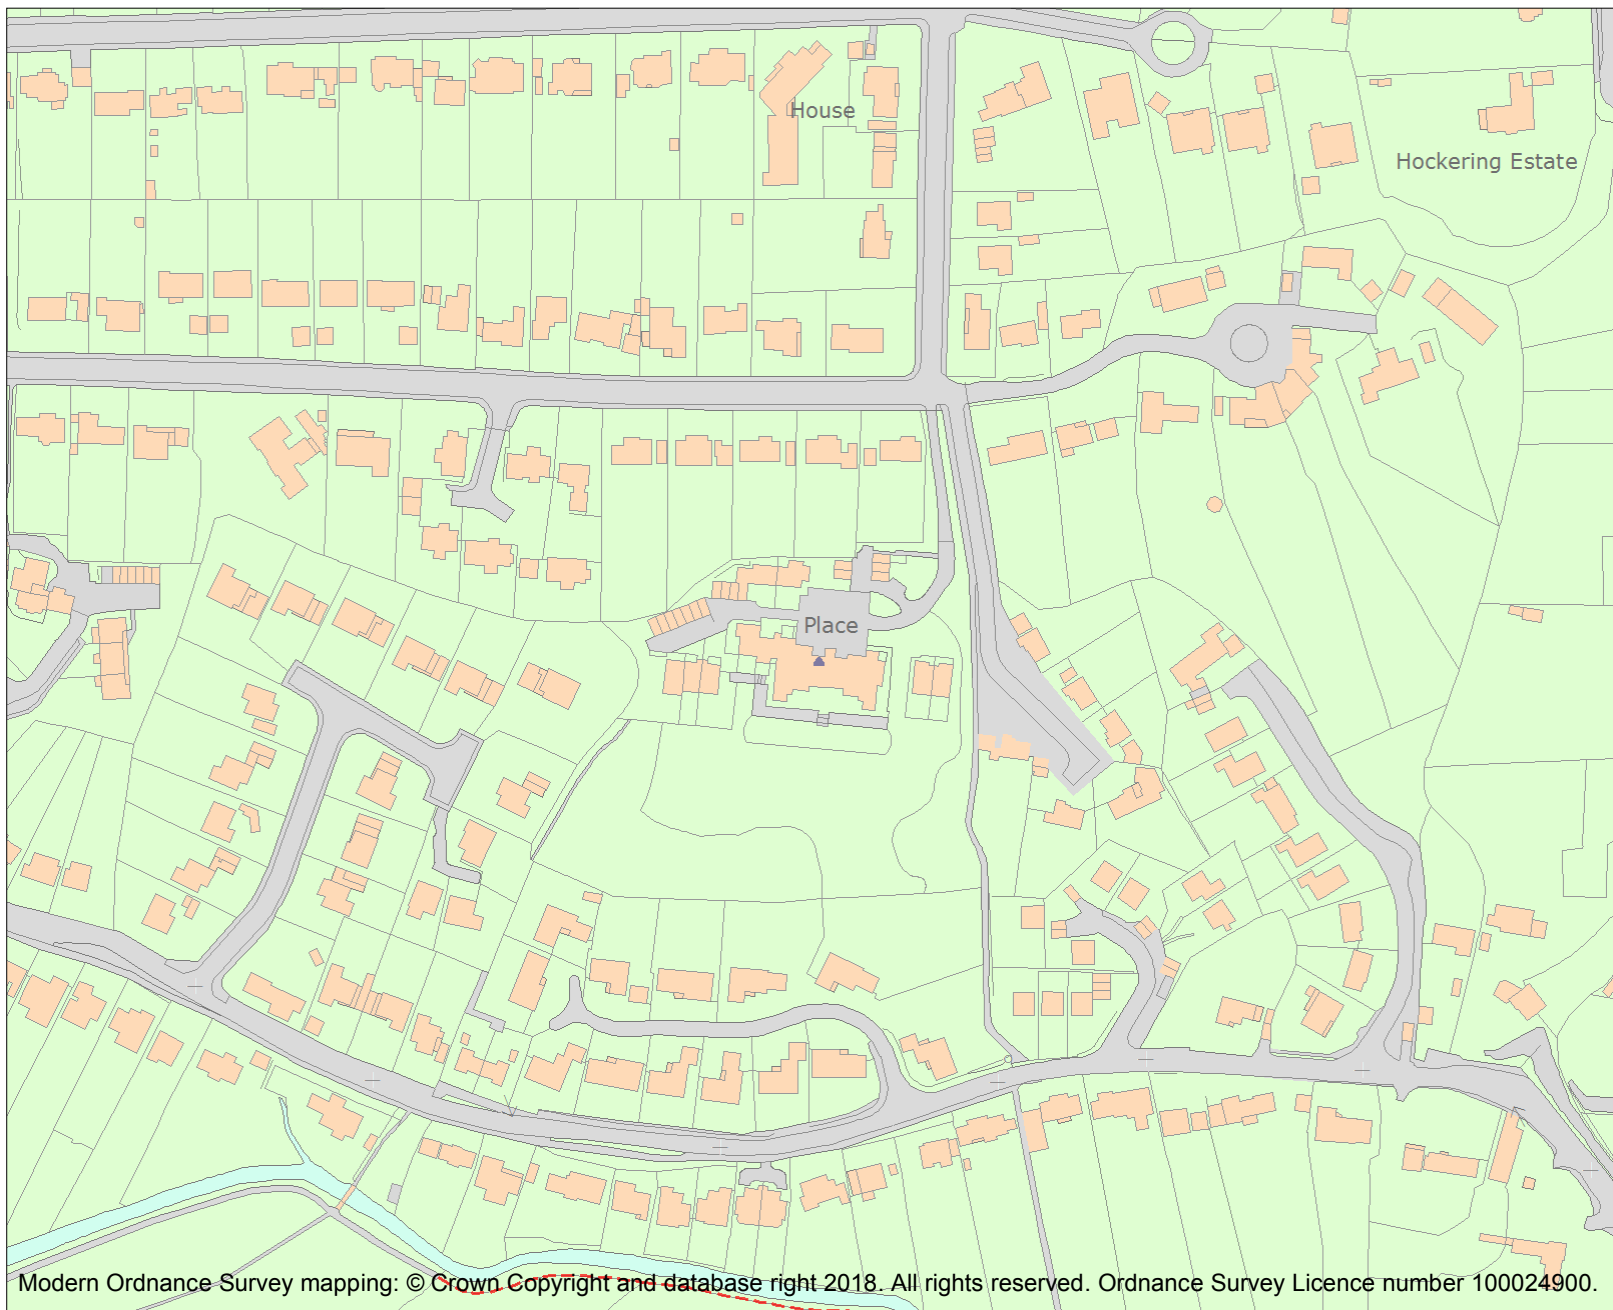 House
Hockering Estate
Place
Modern Ordnance Survey mapping: © Crown Copyright and database right 2018. All rights reserved. Ordnance Survey Licence number 100024900.